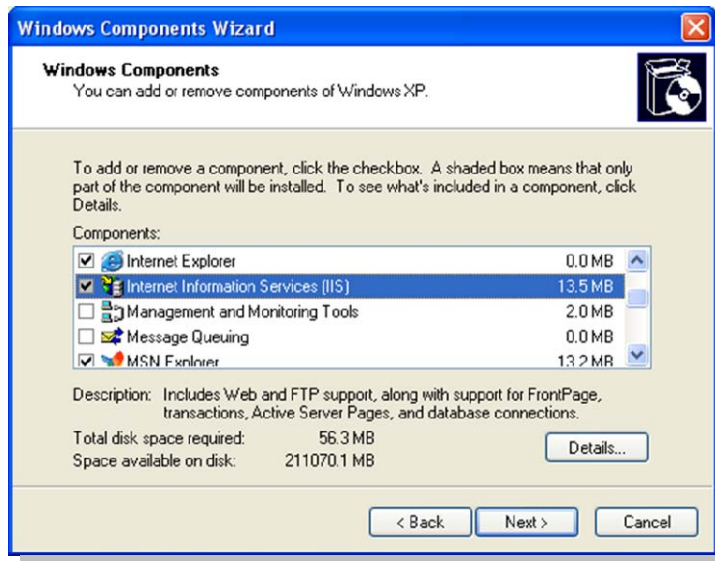 Windows Components Wizard
Windows Components
You can add or remove components of Windows XP.
To add or remove a component, click the checkbox. A shaded box means that only
part of the component will be installed. To see what's included in a component, click
Details.
Components:
Internet Explorer 0.0 MB
Internet Information Services (IIS) 13.5 MB
Management and Monitoring Tools 2.0 MB
Message Queuing 0.0 MB
MSN Explorer 13.2 MB
Description: Includes Web and FTP support, along with support for FrontPage,
transactions, Active Server Pages, and database connections.
Total disk space required: 56.3 MB
Space available on disk: 211070.1 MB
Details...
< Back Next > Cancel